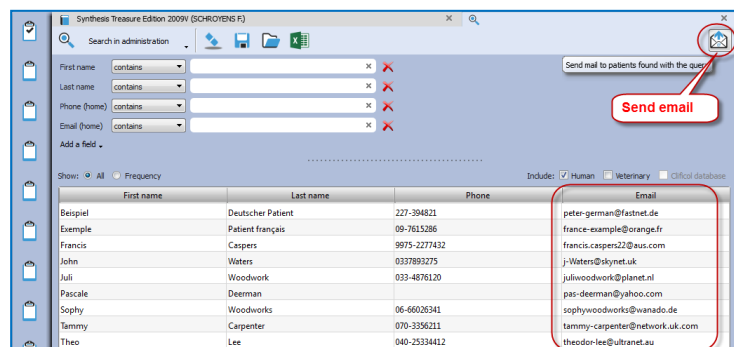 Synthesis Treasure Edition 2009V (SCHROYENS F.)
Search in administration
First name contains
Send mail to patients found with the query
Last name contains
Phone (home) contains
Send email
Email (home) contains
Add a field
Show: All Frequency Include: Human Veterinary Clificol database
First name Last name Phone Email
Beispiel Deutscher Patient 227-394821 peter-german@fastnet.de
Exemple Patient français 09-7615286 france-example@orange.fr
Francis Caspers 9975-2277432 francis.caspers22@aus.com
John Waters 0337893275 j-Waters@skynet.uk
Juli Woodwork 033-4876120 juliwoodwork@planet.nl
Pascale Deerman pas-deerman@yahoo.com
Sophy Woodworks 06-66026341 sophywoodworks@wanado.de
Tammy Carpenter 070-3356211 tammy-carpenter@network.uk.com
Theo Lee 040-25334412 theodor-lee@ultranet.au